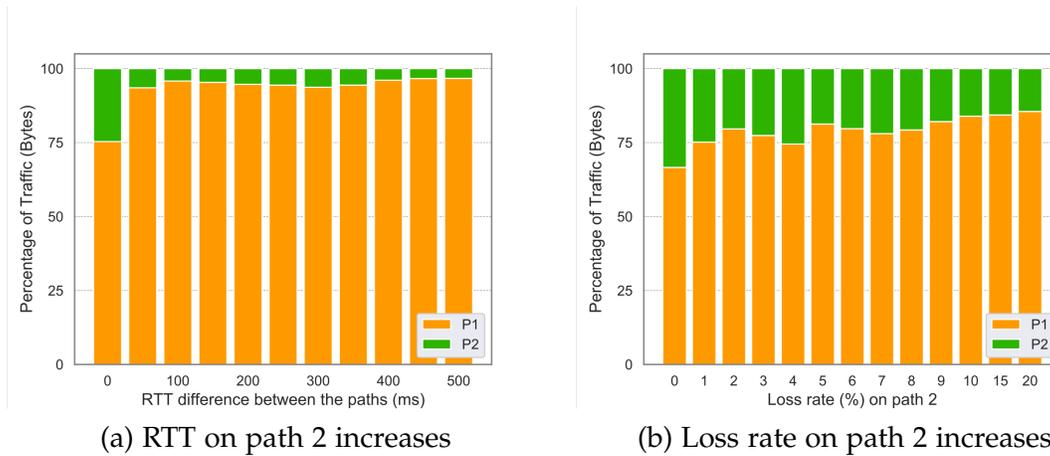 100
75
50
25
0
Percentage of Traffic (Bytes)
P1
P2
0 100 200 300 400 500
RTT difference between the paths (ms)
(a) RTT on path 2 increases
100
75
50
25
0
Percentage of Traffic (Bytes)
P1
P2
0 1 2 3 4 5 6 7 8 9 10 15 20
Loss rate (%) on path 2
(b) Loss rate on path 2 increases